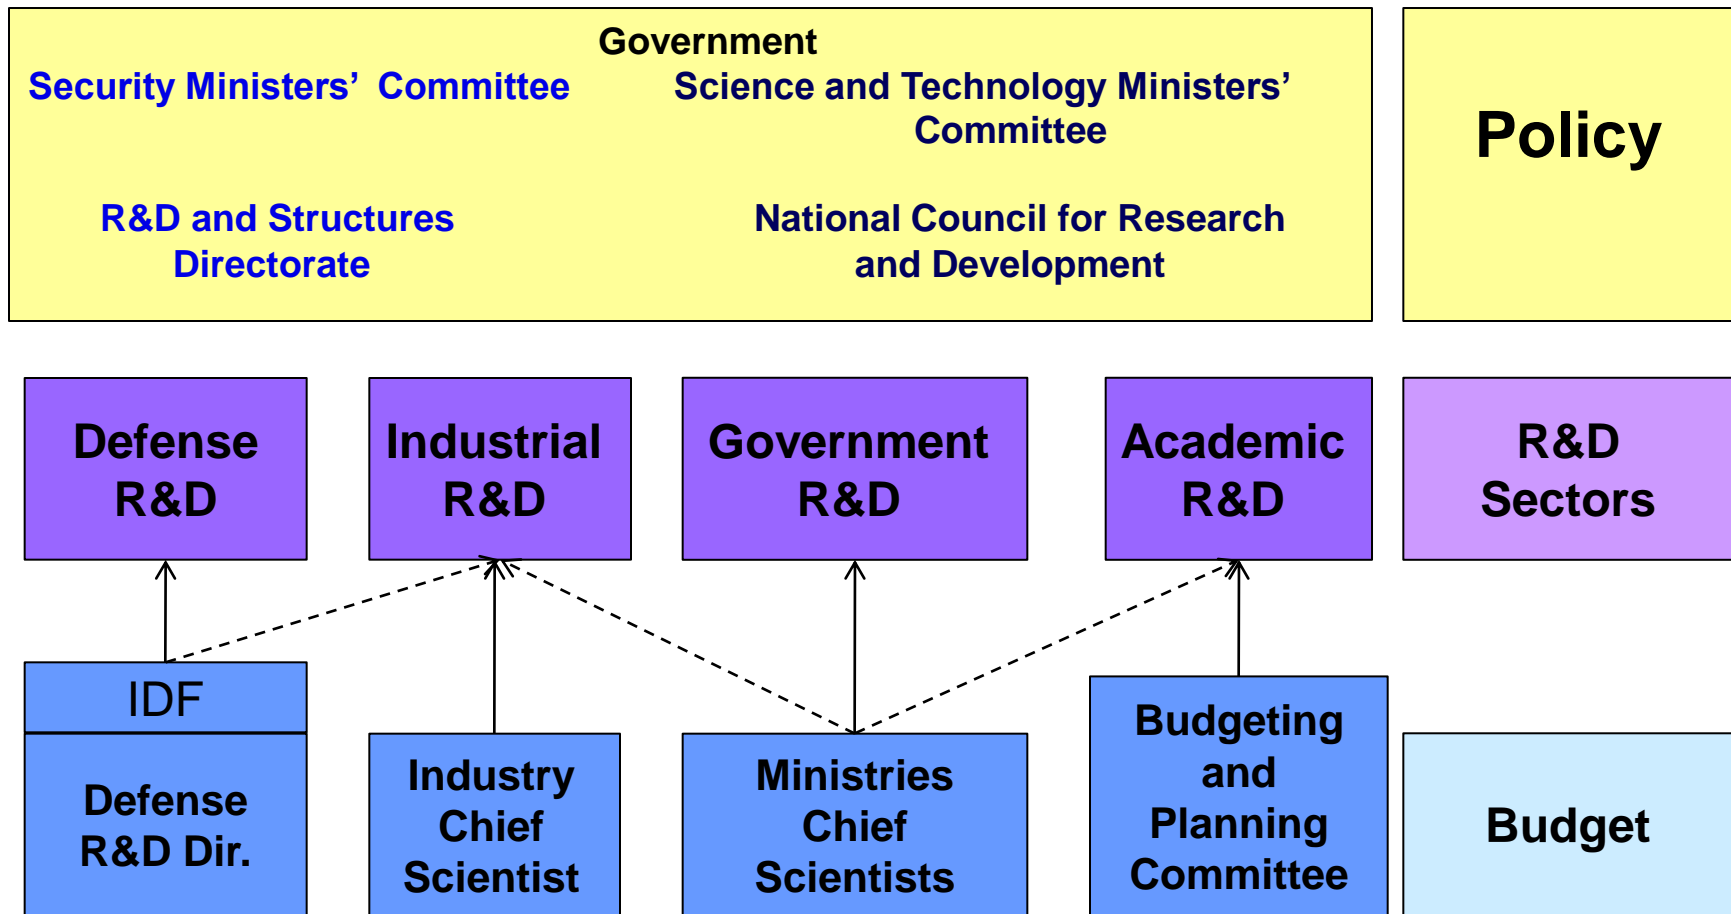 Government
Security Ministers’ Committee
Science and Technology Ministers’
Committee
R&D and Structures
Directorate
National Council for Research
and Development
Policy
Defense
R&D
Industrial
R&D
Government
R&D
Academic
R&D
R&D
Sectors
IDF
Defense
R&D Dir.
Industry
Chief
Scientist
Ministries
Chief
Scientists
Budgeting
and
Planning
Committee
Budget